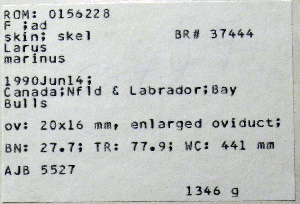 ROM: 0156228
F ;ad
skin; skel BR# 37444
Larus
marinus
1990Jun14;
Canada;Nfld & Labrador;Bay
Bulls
ov: 20x16 mm, enlarged oviduct;
BN: 27.7; TR: 77.9; WC: 441 mm
AJB 5527
1346 g